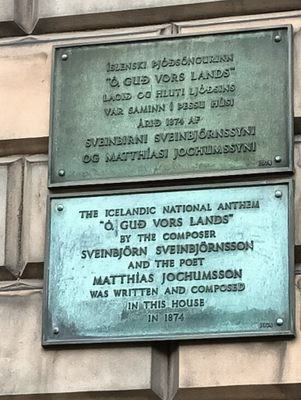 ÍSLENSKI ÞJÓÐSÖNGURINN
"Ó, GUÐ VORS LANDS"
LAGIÐ OG HLUTI LJÓÐSINS
VAR SAMINN Í ÞESSU HÚSI
ÁRIÐ 1874 AF
SVEINBIRNI SVEINBJÖRNSSYNI
OG MATTHÍASI JOCHUMSSYNI
THE ICELANDIC NATIONAL ANTHEM
"Ó, GUÐ VORS LANDS"
BY THE COMPOSER
SVEINBJÖRN SVEINBJÖRNSSON
AND THE POET
MATTHÍAS JOCHUMSSON
WAS WRITTEN AND COMPOSED
IN THIS HOUSE
IN 1874